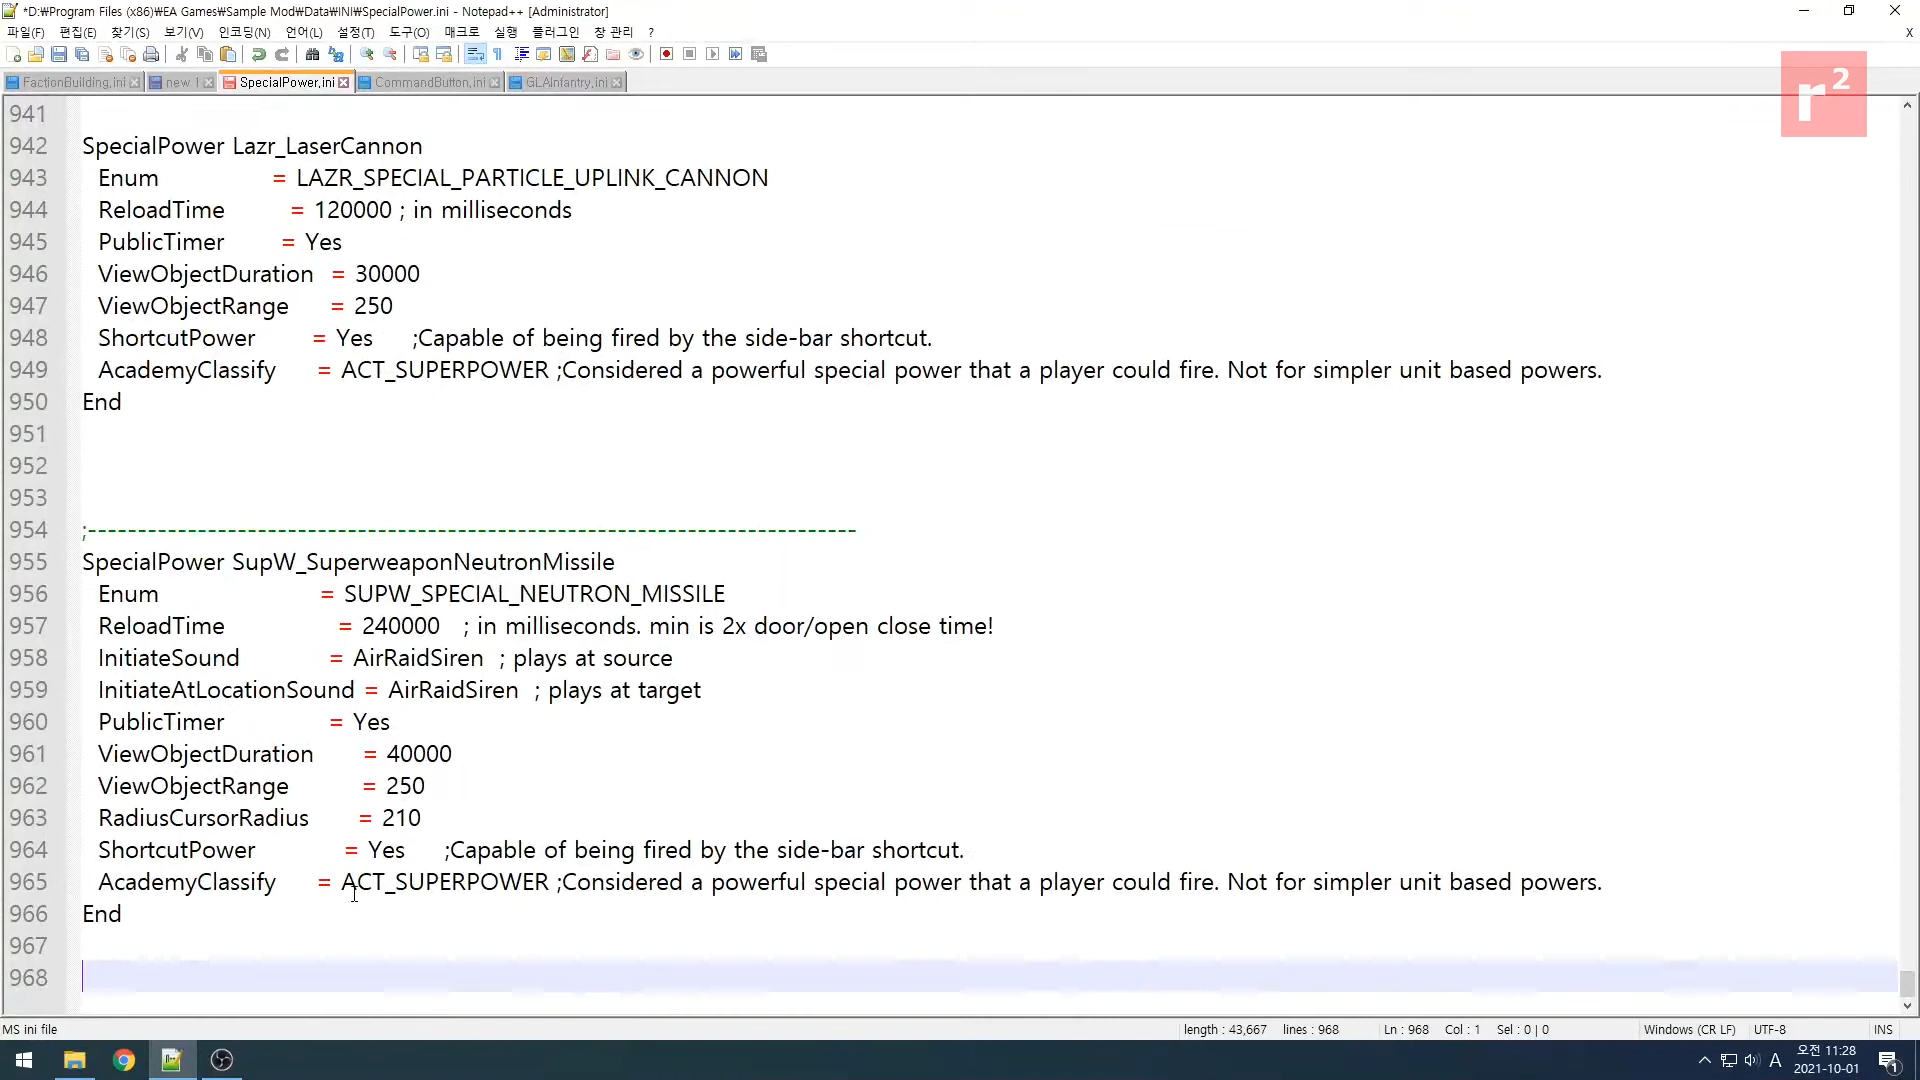 *D:₩Program Files (x86)₩EA Games₩Sample Mod₩Data₩INI₩SpecialPower.ini - Notepad++ [Administrator]
파일(F) 편집(E) 찾기(S) 보기(V) 인코딩(N) 언어(L) 설정(T) 도구(O) 매크로 실행 플러그인 창 관리 ? X
FactionBuilding.ini new 1 SpecialPower.ini CommandButton.ini GLAInfantry.ini
r²
941
942 SpecialPower Lazr_LaserCannon
943 Enum = LAZR_SPECIAL_PARTICLE_UPLINK_CANNON
944 ReloadTime = 120000 ; in milliseconds
945 PublicTimer = Yes
946 ViewObjectDuration = 30000
947 ViewObjectRange = 250
948 ShortcutPower = Yes ;Capable of being fired by the side-bar shortcut.
949 AcademyClassify = ACT_SUPERPOWER ;Considered a powerful special power that a player could fire. Not for simpler unit based powers.
950 End
951
952
953
954 ;-----------------------------------------------------------------------------
955 SpecialPower SupW_SuperweaponNeutronMissile
956 Enum = SUPW_SPECIAL_NEUTRON_MISSILE
957 ReloadTime = 240000 ; in milliseconds. min is 2x door/open close time!
958 InitiateSound = AirRaidSiren ; plays at source
959 InitiateAtLocationSound = AirRaidSiren ; plays at target
960 PublicTimer = Yes
961 ViewObjectDuration = 40000
962 ViewObjectRange = 250
963 RadiusCursorRadius = 210
964 ShortcutPower = Yes ;Capable of being fired by the side-bar shortcut.
965 AcademyClassify = ACT_SUPERPOWER ;Considered a powerful special power that a player could fire. Not for simpler unit based powers.
966 End
967
968
MS ini file length : 43,667 lines : 968 Ln : 968 Col : 1 Sel : 0 | 0 Windows (CR LF) UTF-8 INS
A 오전 11:28
2021-10-01 1